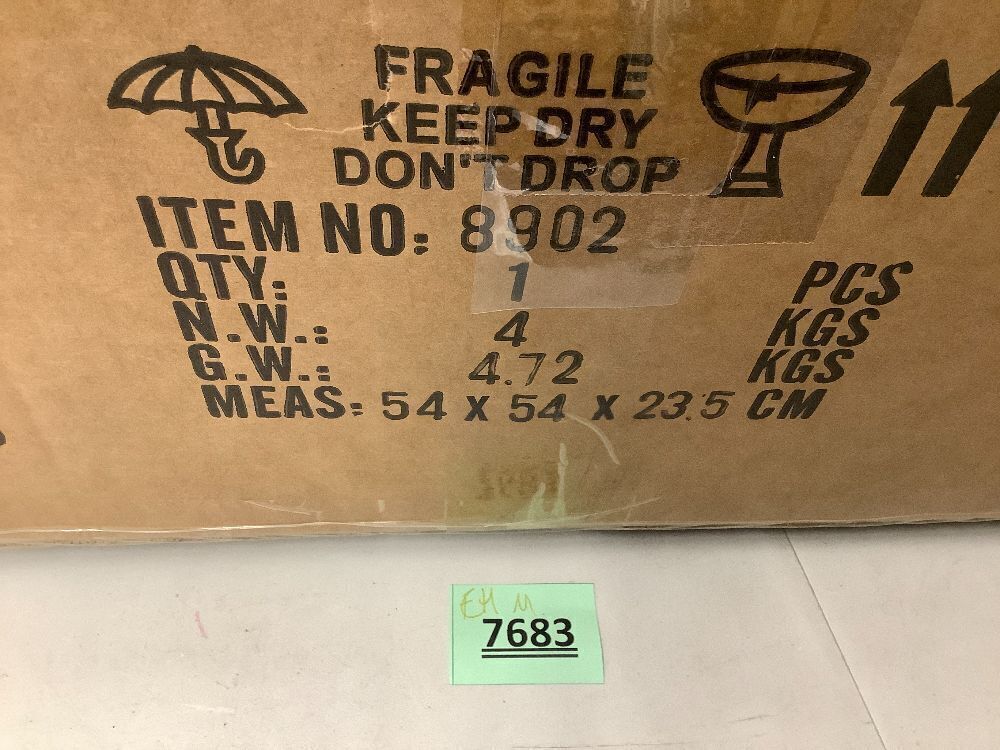 FRAGILE
KEEP DRY
DON'T DROP
ITEM NO: 8902
QTY: 1 PCS
N.W.: 4 KGS
G.W.: 4.72 KGS
MEAS: 54 X 54 X 23.5 CM
EH M
7683